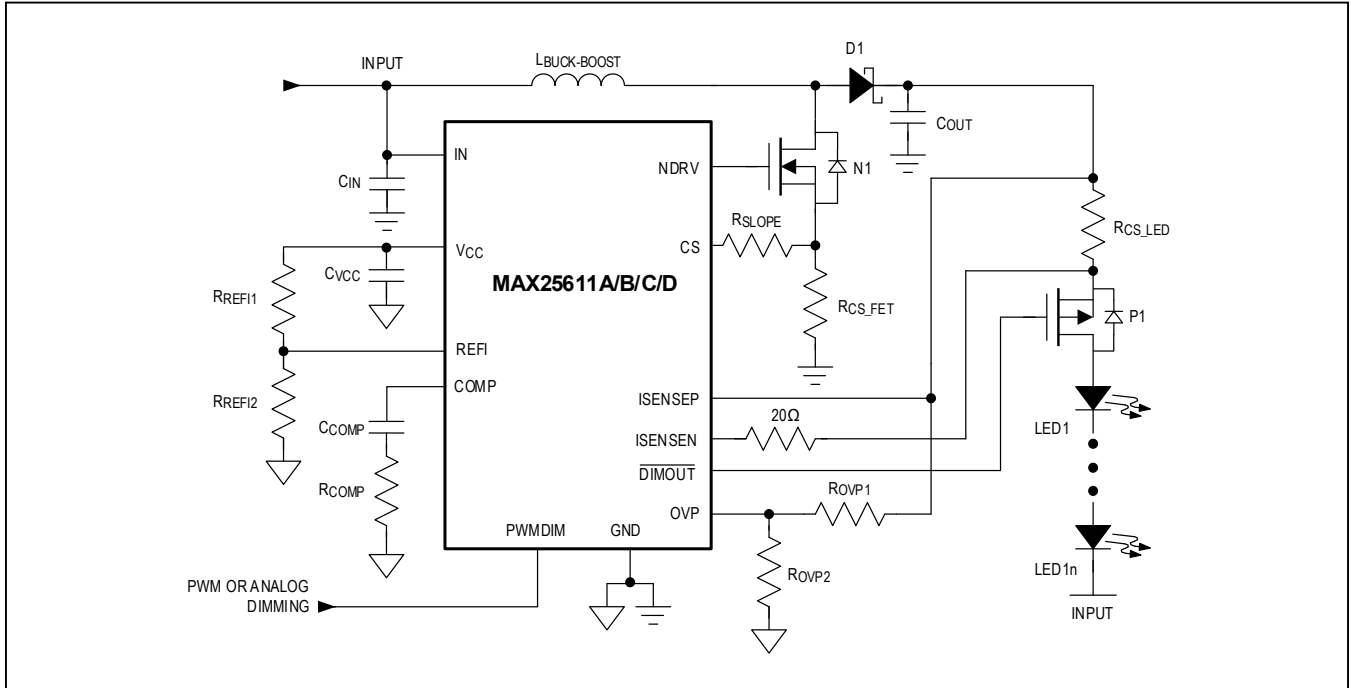 INPUT
LBUCK-BOOST
D1
COUT
IN
CIN
NDRV
N1
RSLOPE
RCS_LED
CS
VCC
CVCC
MAX25611A/B/C/D
RREFI1
RCS_FET
P1
REFI
COMP
RREFI2
ISENSEP
CCOMP
20Ω
ISENSEN
LED1
DIMOUT
RCOMP
ROVP1
OVP
PWMDIM
GND
LED1n
ROVP2
PWM OR ANALOG
DIMMING
INPUT